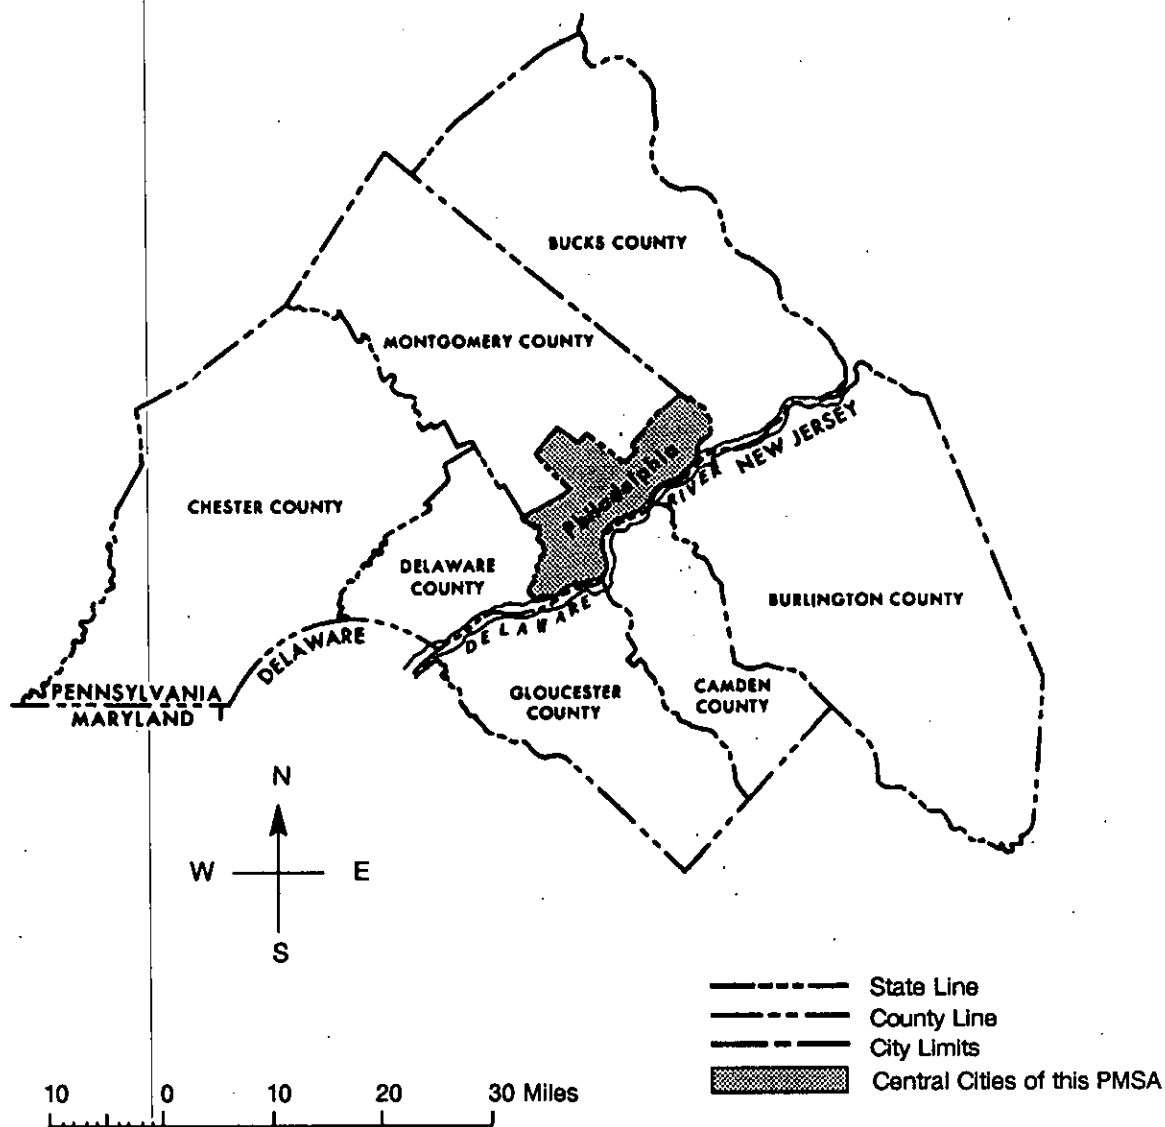 BUCKS COUNTY
MONTGOMERY COUNTY
Philadelphia
RIVER
NEW JERSEY
CHESTER COUNTY
DELAWARE
COUNTY
BURLINGTON COUNTY
DELAWARE
DELAWARE
PENNSYLVANIA
MARYLAND
GLOUCESTER
COUNTY
CAMDEN
COUNTY
N
W E
S
State Line
County Line
City Limits
Central Cities of this PMSA
10 0 10 20 30 Miles